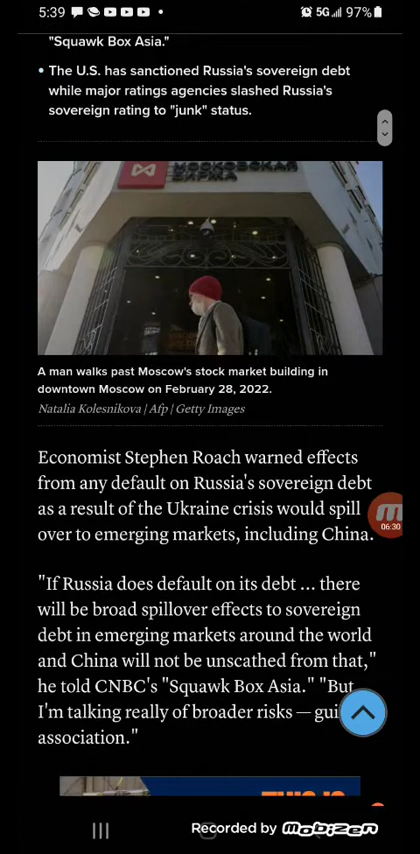 5:39 5G 97%
"Squawk Box Asia."
• The U.S. has sanctioned Russia's sovereign debt
while major ratings agencies slashed Russia's
sovereign rating to "junk" status.
МОСКОВСКАЯ
БИРЖА
A man walks past Moscow's stock market building in
downtown Moscow on February 28, 2022.
Natalia Kolesnikova | Afp | Getty Images
Economist Stephen Roach warned effects
from any default on Russia's sovereign debt
as a result of the Ukraine crisis would spill
over to emerging markets, including China.
06:30
"If Russia does default on its debt ... there
will be broad spillover effects to sovereign
debt in emerging markets around the world
and China will not be unscathed from that,"
he told CNBC's "Squawk Box Asia." "But
I'm talking really of broader risks — gui
association."
THIS IS
Recorded by mobizen